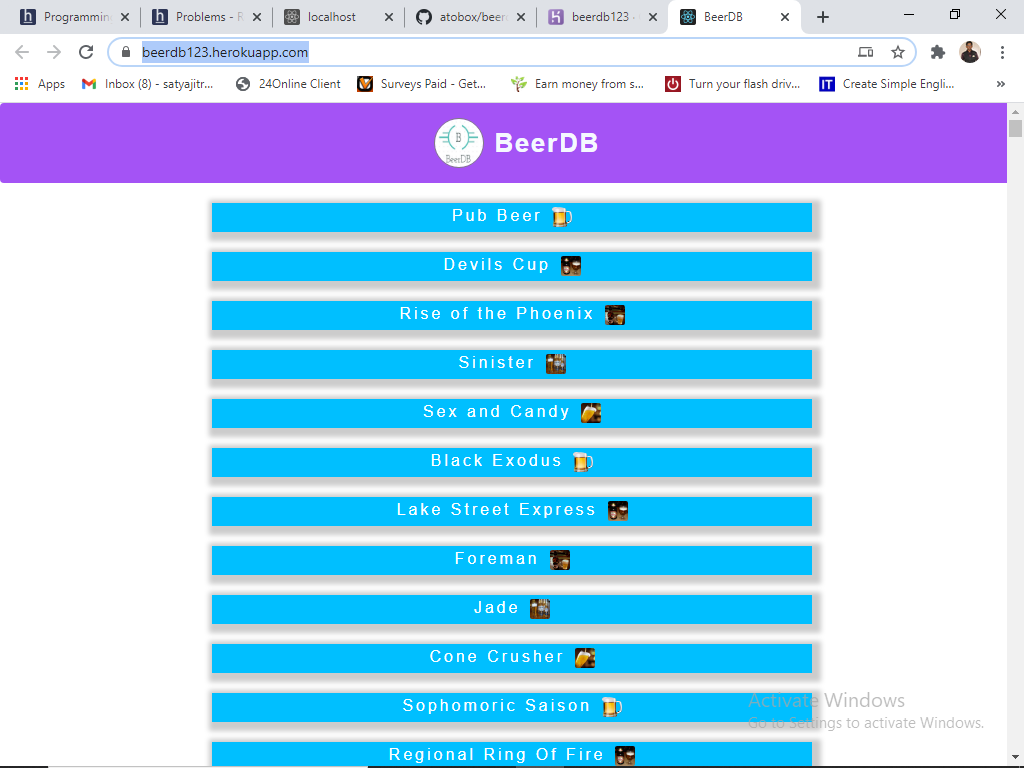 Programmin
Problems - R
localhost
atobox/beer
beerdb123 ·
BeerDB
beerdb123.herokuapp.com
Apps
Inbox (8) - satyajitr...
24Online Client
Surveys Paid - Get...
Earn money from s...
Turn your flash driv...
Create Simple Engli...
B
BeerDB
BeerDB
Pub Beer
Devils Cup
Rise of the Phoenix
Sinister
Sex and Candy
Black Exodus
Lake Street Express
Foreman
Jade
Cone Crusher
Sophomoric Saison
Regional Ring Of Fire
Activate Windows
Go to Settings to activate Windows.